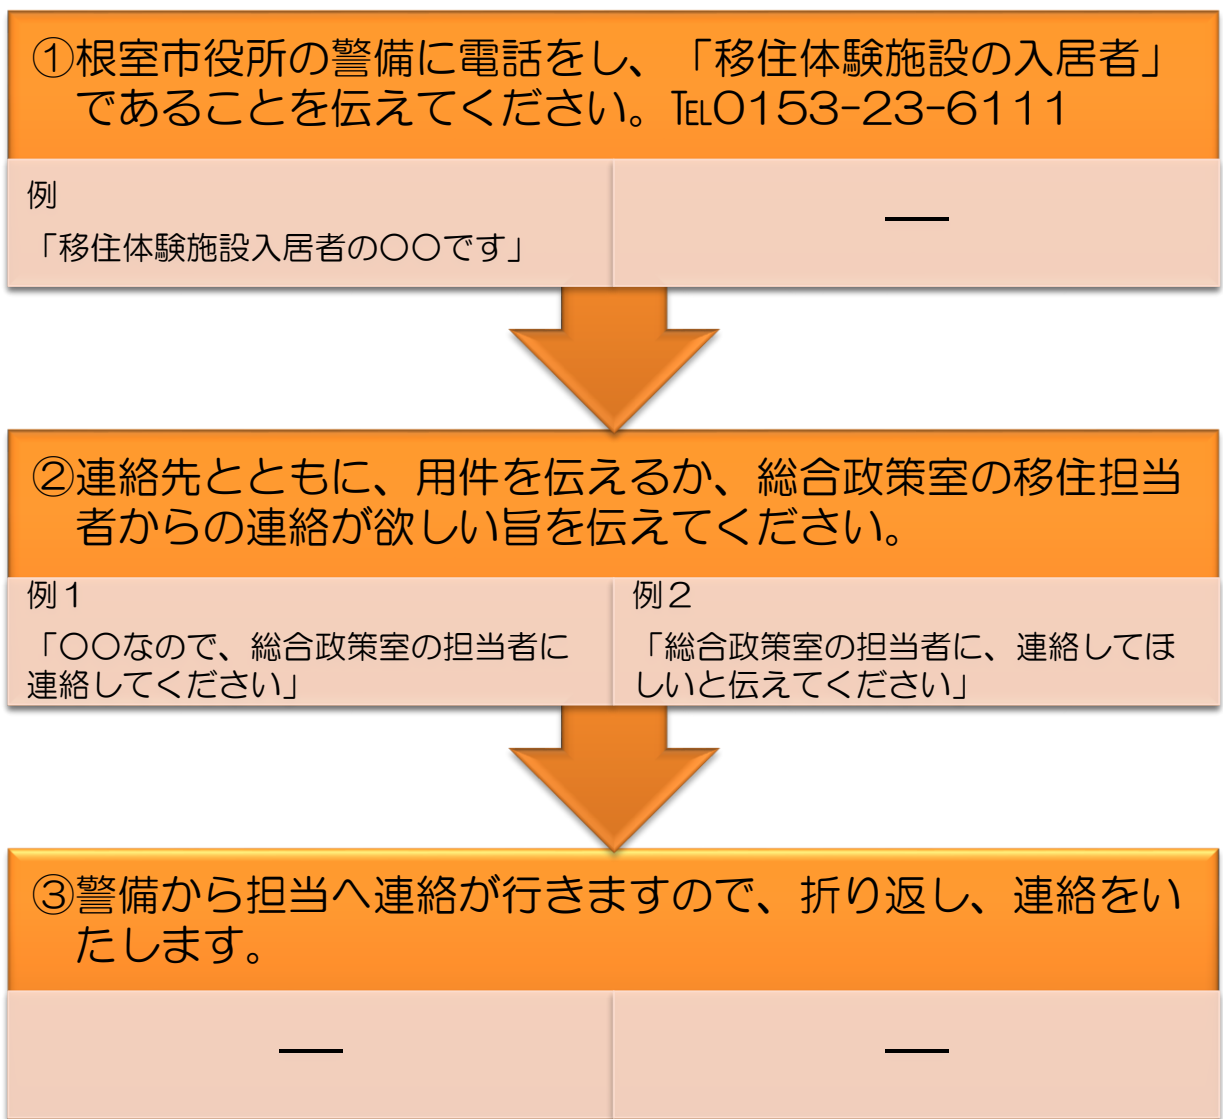 ①根室市役所の警備に電話をし、「移住体験施設の入居者」
であることを伝えてください。℡0153-23-6111
例
「移住体験施設入居者の〇〇です」
―
②連絡先とともに、用件を伝えるか、総合政策室の移住担当
者からの連絡が欲しい旨を伝えてください。
例１
「〇〇なので、総合政策室の担当者に
連絡してください」
例２
「総合政策室の担当者に、連絡してほ
しいと伝えてください」
③警備から担当へ連絡が行きますので、折り返し、連絡をい
たします。
―
―